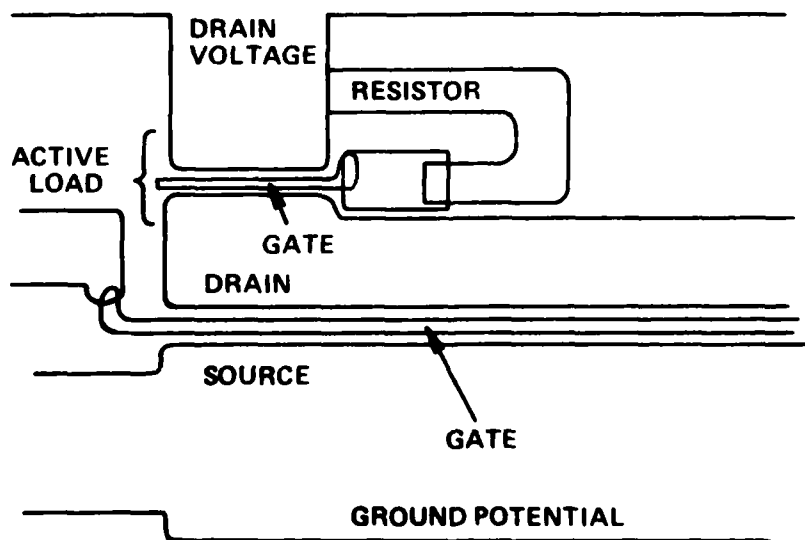 DRAIN
VOLTAGE
RESISTOR
ACTIVE
LOAD
GATE
DRAIN
SOURCE
GATE
GROUND POTENTIAL